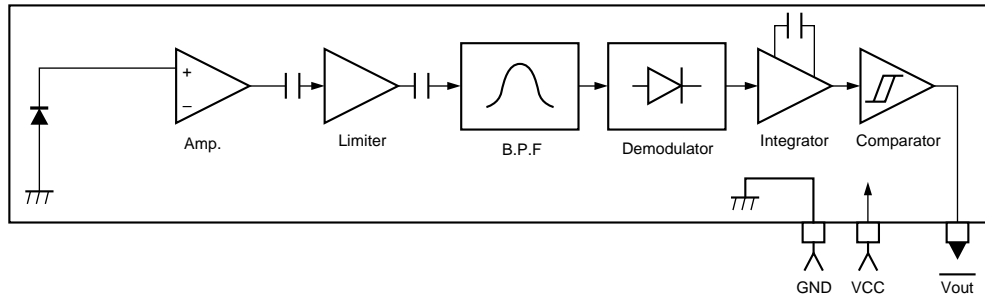 +
−
Amp.
Limiter
B.P.F
Demodulator
Integrator
Comparator
GND
VCC
Vout